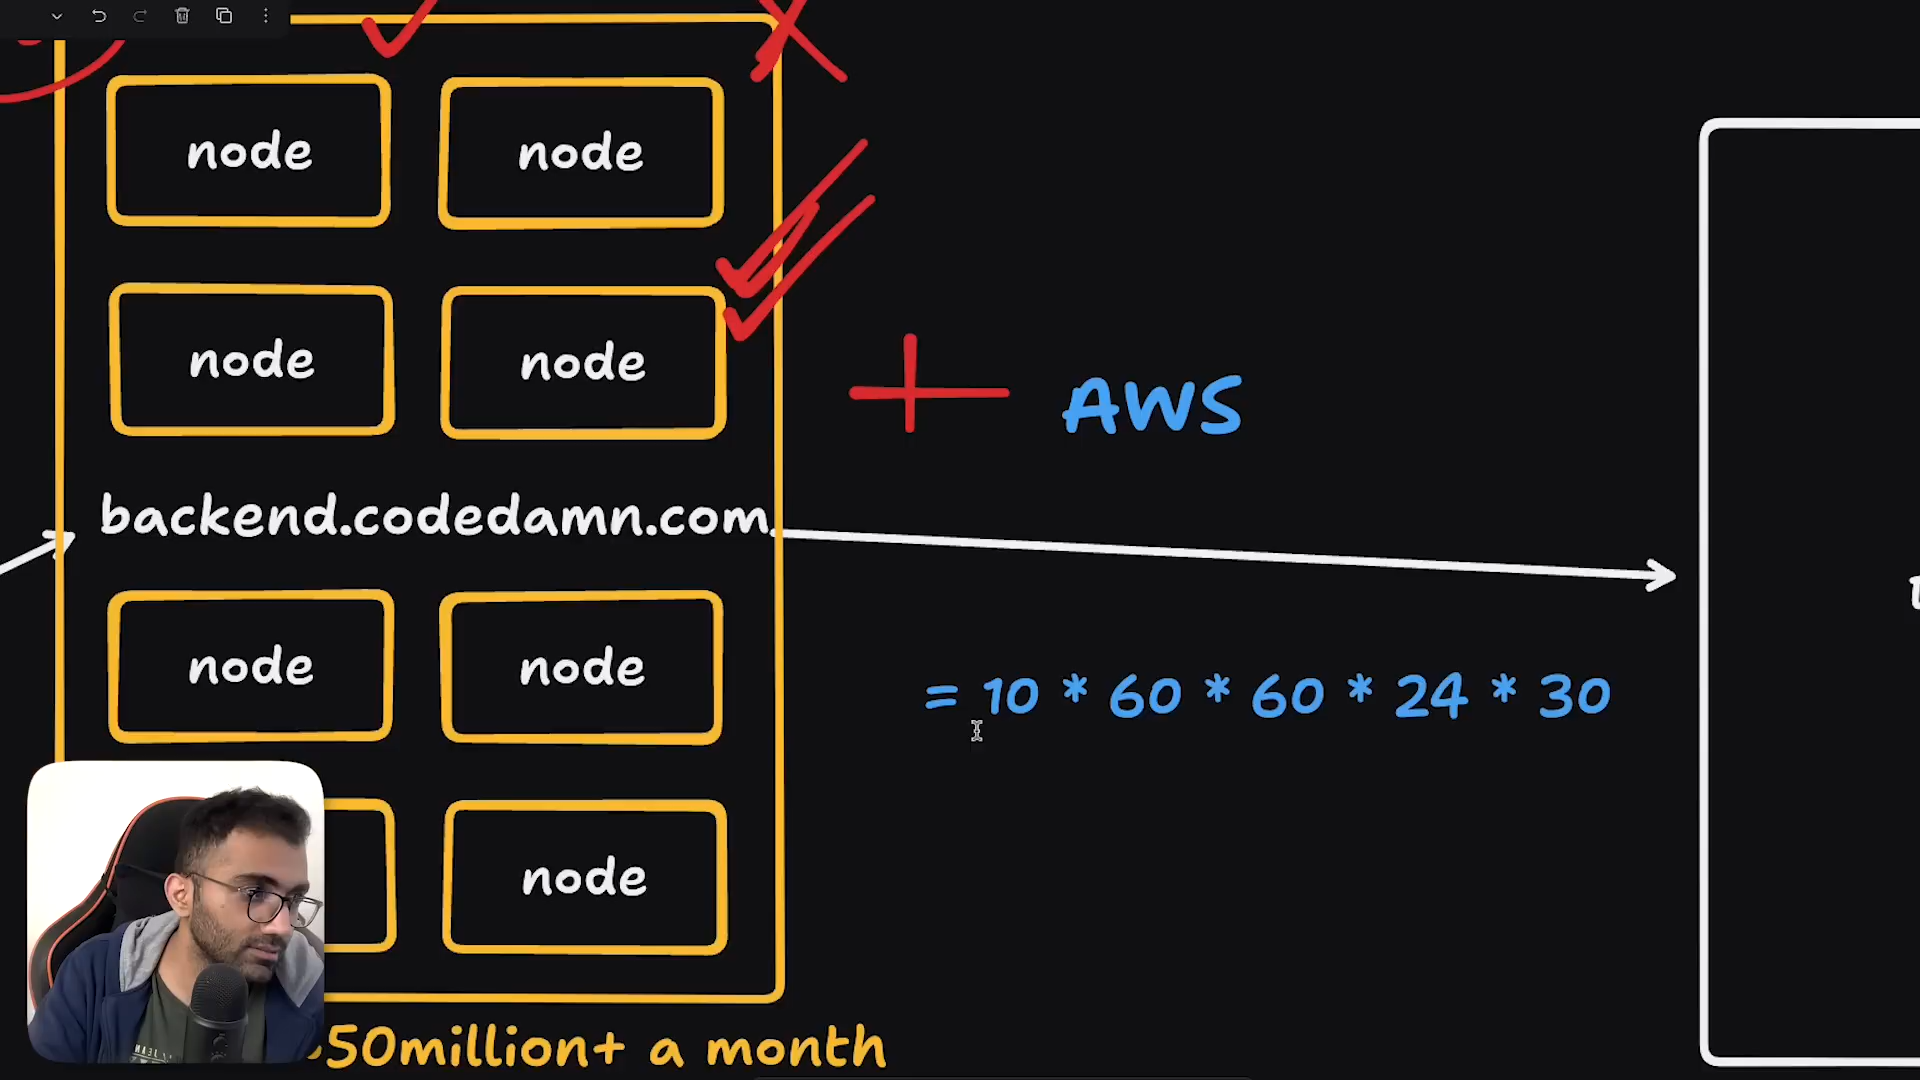 node node
node node
AWS
backend.codedamn.com
node node
= 10 * 60 * 60 * 24 * 30
node
50million+ a month